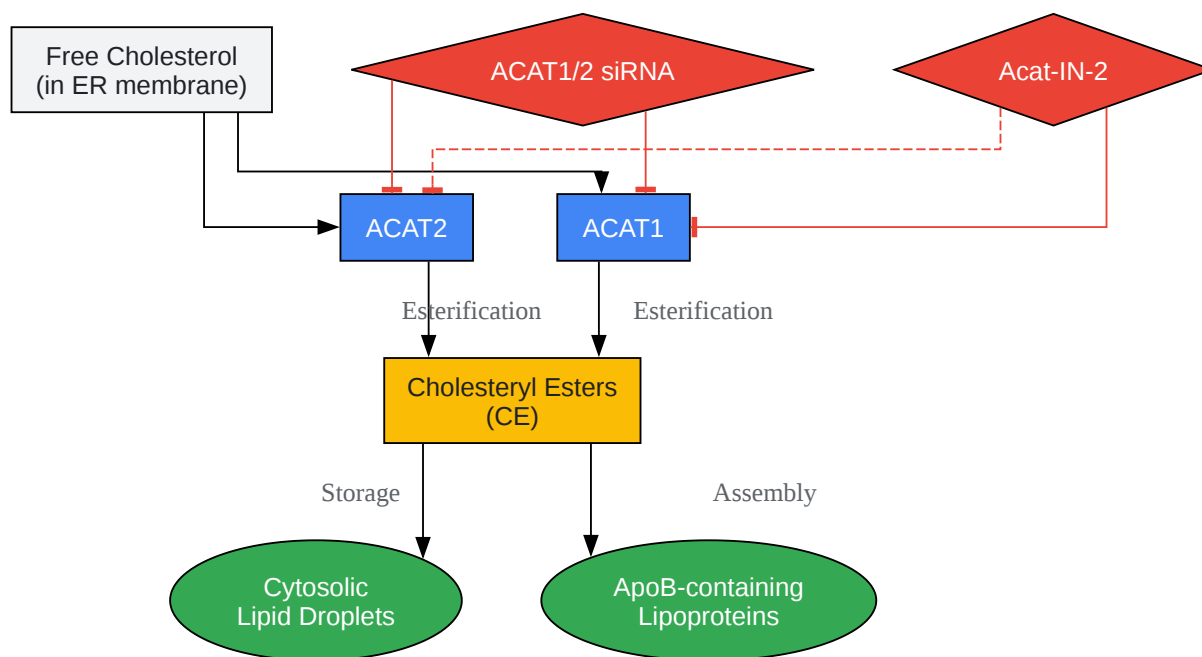 Free Cholesterol
(in ER membrane)
ACAT1/2 siRNA
Acat-IN-2
ACAT2
ACAT1
Esterification
Esterification
Cholesteryl Esters
(CE)
Storage
Assembly
Cytosolic
Lipid Droplets
ApoB-containing
Lipoproteins